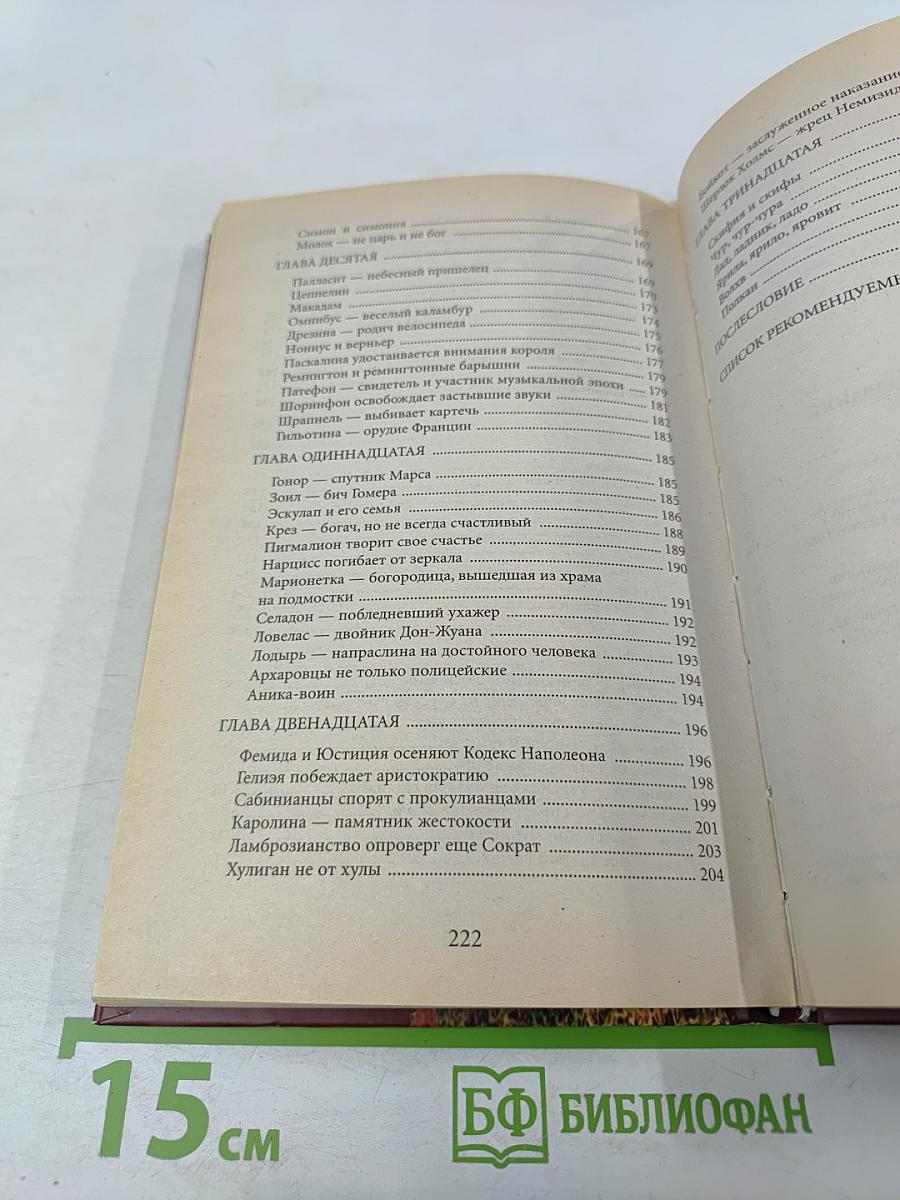 Симон и симония ........ 167
Молох — не царь и не бог ........ 167
ГЛАВА ДЕСЯТАЯ ........ 169
Палласит — небесный пришелец ........ 169
Цеппелин ........ 170
Макадам ........ 173
Омнибус — веселый каламбур ........ 174
Дрезина — родич велосипеда ........ 175
Нониус и верньер ........ 176
Паскалина удостаивается внимания короля ........ 177
Ремингтон и ремингтонные барышни ........ 179
Патефон — свидетель и участник музыкальной эпохи .... 179
Шоринфон освобождает застывшие звуки ........ 181
Шрапнель — выбивает картечь ........ 182
Гильотина — орудие Франции ........ 183
ГЛАВА ОДИННАДЦАТАЯ ........ 185
Гонор — спутник Марса ........ 185
Зоил — бич Гомера ........ 185
Эскулап и его семья ........ 186
Крез — богач, но не всегда счастливый ........ 188
Пигмалион творит свое счастье ........ 189
Нарцисс погибает от зеркала ........ 190
Марионетка — богородица, вышедшая из храма
на подмостки ........ 191
Селадон — побледневший ухажер ........ 192
Ловелас — двойник Дон-Жуана ........ 192
Лодырь — напраслина на достойного человека ........ 193
Архаровцы не только полицейские ........ 194
Аника-воин ........ 194
ГЛАВА ДВЕНАДЦАТАЯ ........ 196
Фемида и Юстиция осеняют Кодекс Наполеона ........ 196
Гелиэя побеждает аристократию ........ 198
Сабинианцы спорят с прокулианцами ........ 199
Каролина — памятник жестокости ........ 201
Ламброзианство опроверг еще Сократ ........ 203
Хулиган не от хулы ........ 204
222
Бойкот — заслуженное наказание
Шерлок Холмс — жрец Немизид
ГЛАВА ТРИНАДЦАТАЯ ........
Скифия и скифы ........
Чур, чур-чура ........
Лад, ладник, ладо ........
Ярила, ярило, яровит ........
Волхв ........
Полкан ........
ПОСЛЕСЛОВИЕ ........
СПИСОК РЕКОМЕНДУЕМЫ
15 см
БФ БИБЛИОФАН